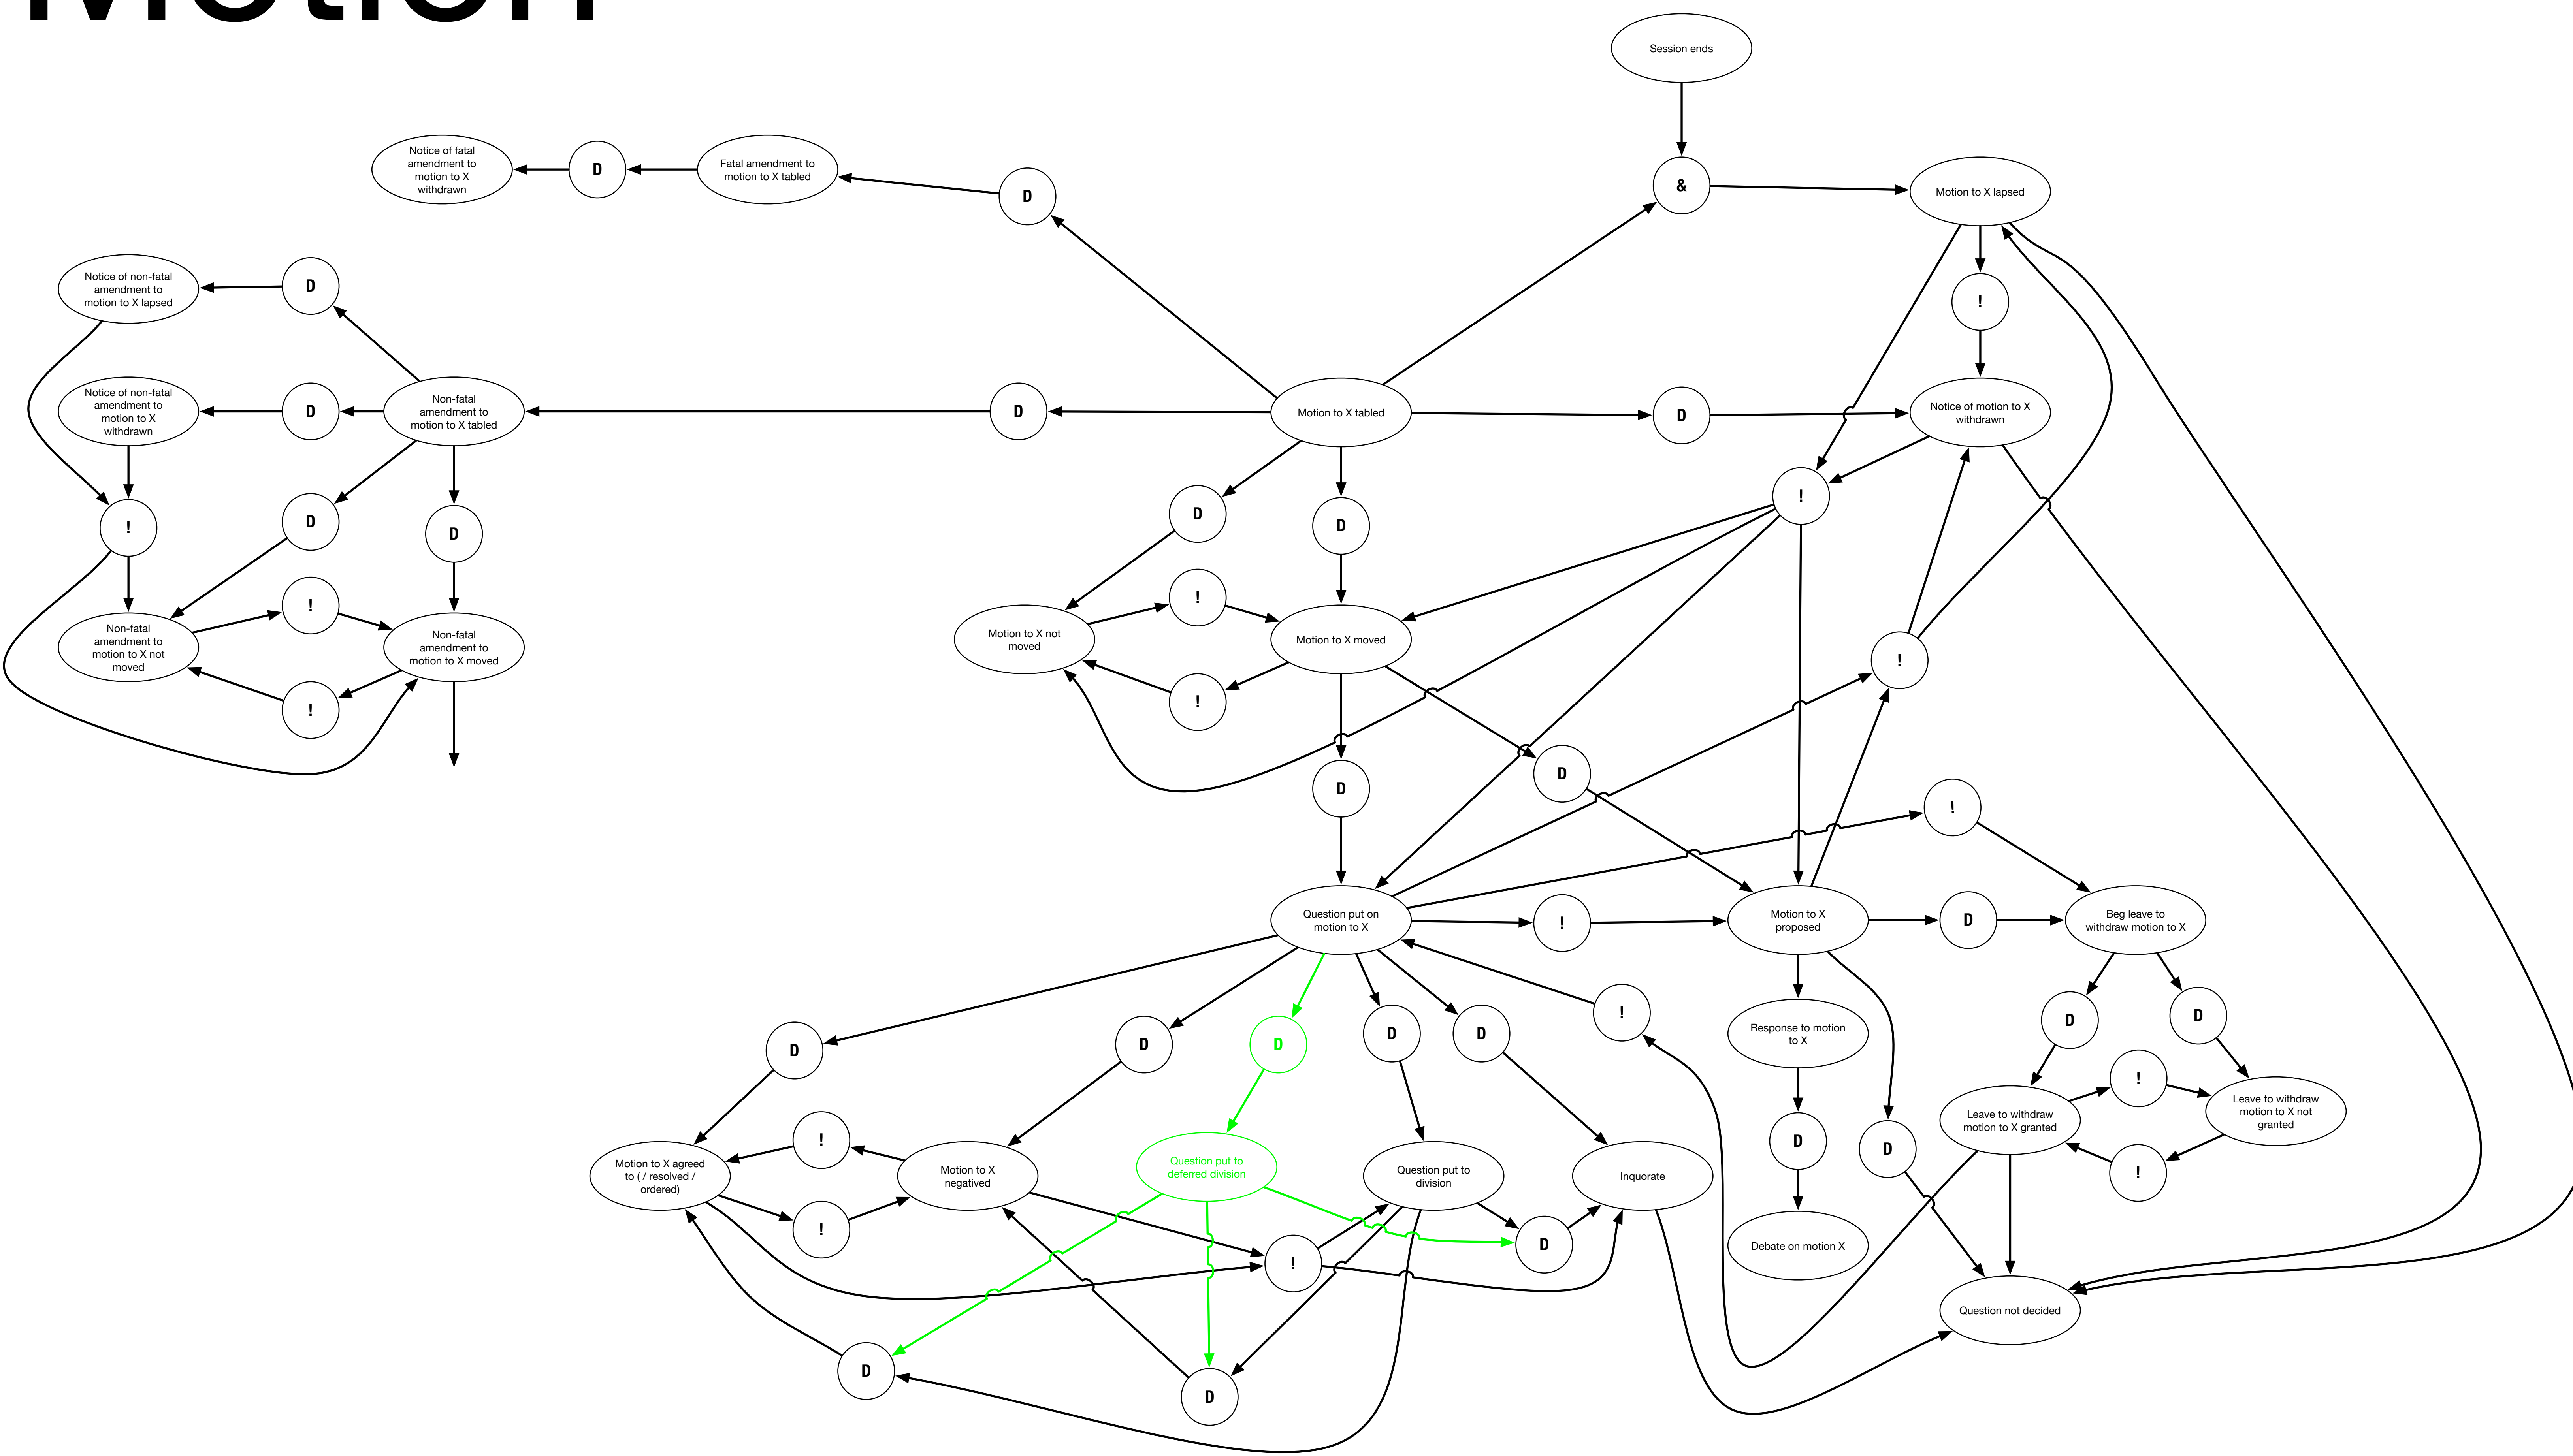 Motion
Session ends
Notice of fatal
amendment to
motion to X
withdrawn
D
Fatal amendment to
motion to X tabled
D
&
Motion to X lapsed
Notice of non-fatal
amendment to
motion to X lapsed
D
!
Notice of non-fatal
amendment to
motion to X
withdrawn
D
Non-fatal
amendment to
motion to X tabled
D
Motion to X tabled
D
Notice of motion to X
withdrawn
!
D
D
D
D
!
!
Non-fatal
amendment to
motion to X not
moved
!
!
Non-fatal
amendment to
motion to X moved
Motion to X not
moved
!
!
Motion to X moved
!
D
D
!
Question put on
motion to X
!
Motion to X
proposed
D
Beg leave to
withdraw motion to X
D
D
D
D
D
!
Response to motion
to X
D
D
Motion to X agreed
to ( / resolved /
ordered)
!
!
Motion to X
negatived
Question put to
deferred division
Question put to
division
Inquorate
D
D
Leave to withdraw
motion to X granted
!
!
Leave to withdraw
motion to X not
granted
!
D
Debate on motion X
Question not decided
D
D